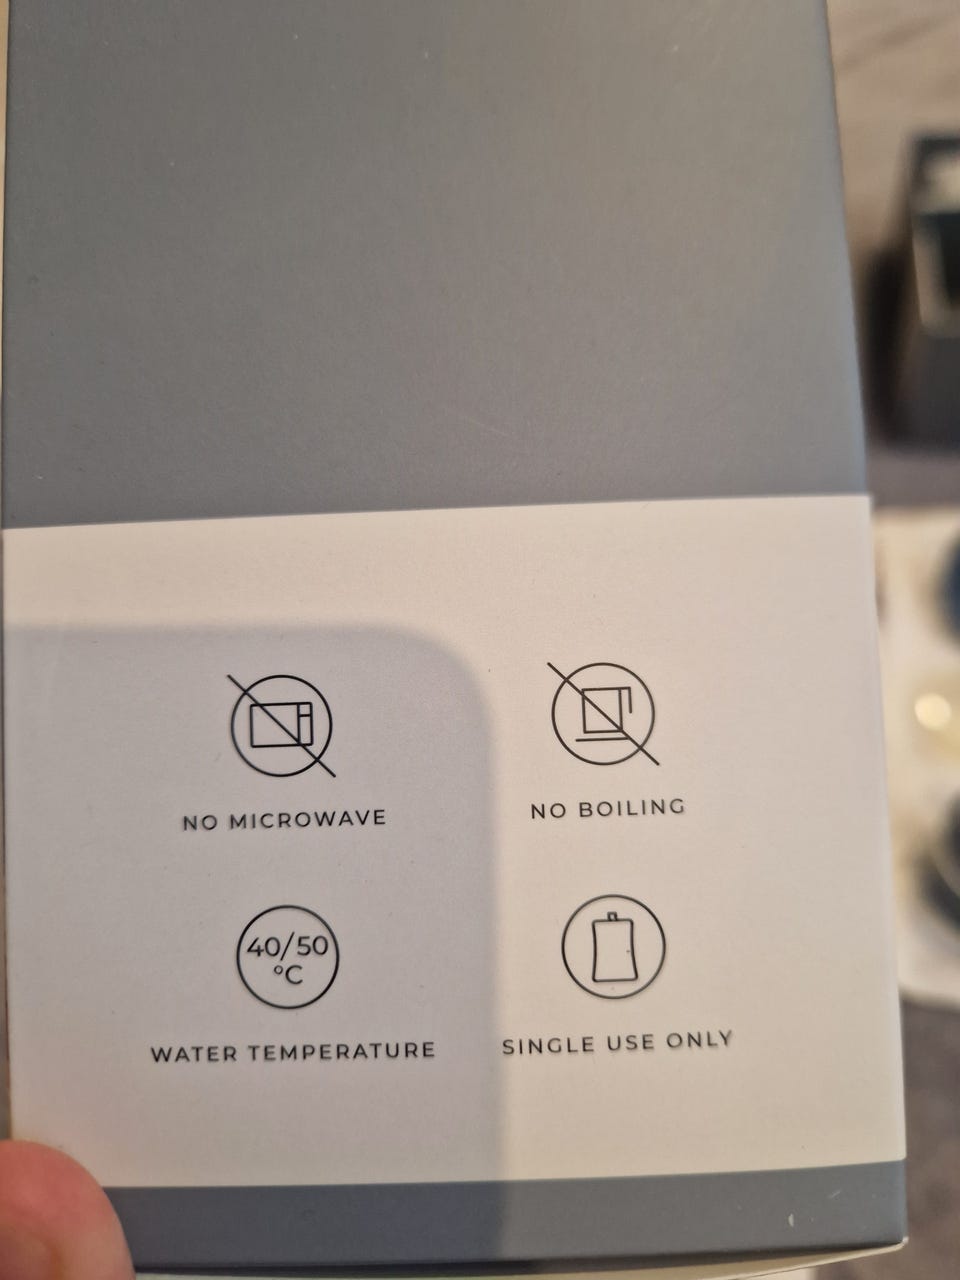 NO MICROWAVE
NO BOILING
40/50
°C
WATER TEMPERATURE
SINGLE USE ONLY